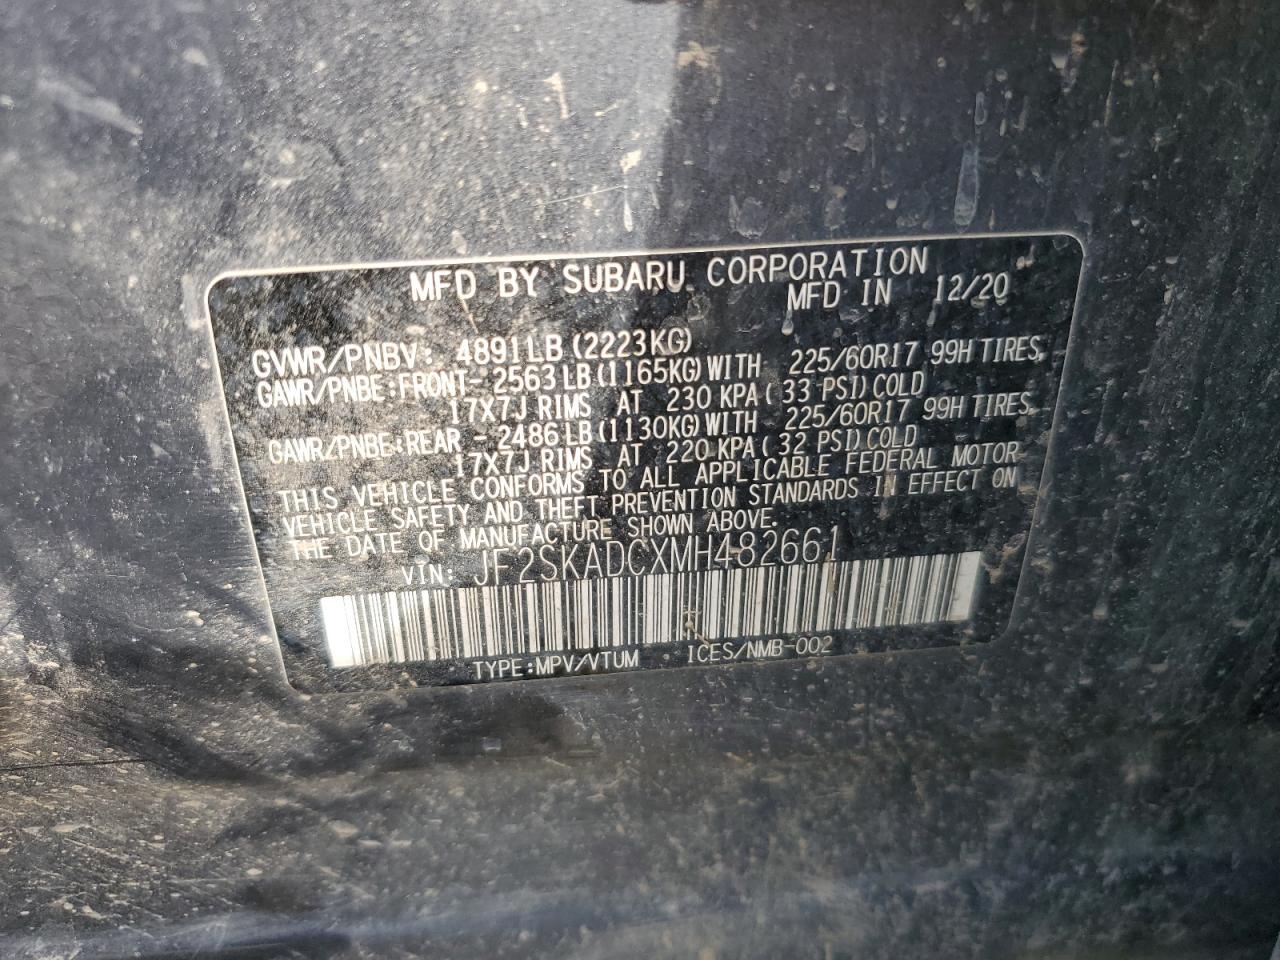 MFD BY SUBARU CORPORATION
MFD IN 12/20
GVWR/PNBV: 4891LB (2223KG)
GAWR/PNBE:FRONT- 2563LB(1165KG)WITH 225/60R17 99H TIRES,
17X7J RIMS AT 230 KPA(33 PSI)COLD
GAWR/PNBE:REAR - 2486LB(1130KG)WITH 225/60R17 99H TIRES,
17X7J RIMS AT 220 KPA(32 PSI)COLD
THIS VEHICLE CONFORMS TO ALL APPLICABLE FEDERAL MOTOR
VEHICLE SAFETY AND THEFT PREVENTION STANDARDS IN EFFECT ON
THE DATE OF MANUFACTURE SHOWN ABOVE.
VIN: JF2SKADCXMH482661
TYPE:MPV/VTUM ICES/NMB-002